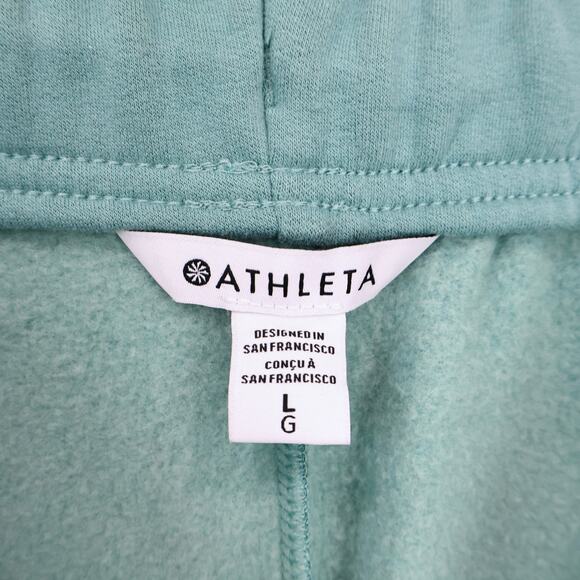 ATHLETA
DESIGNED IN
SAN FRANCISCO
CONÇU À
SAN FRANCISCO
L
G